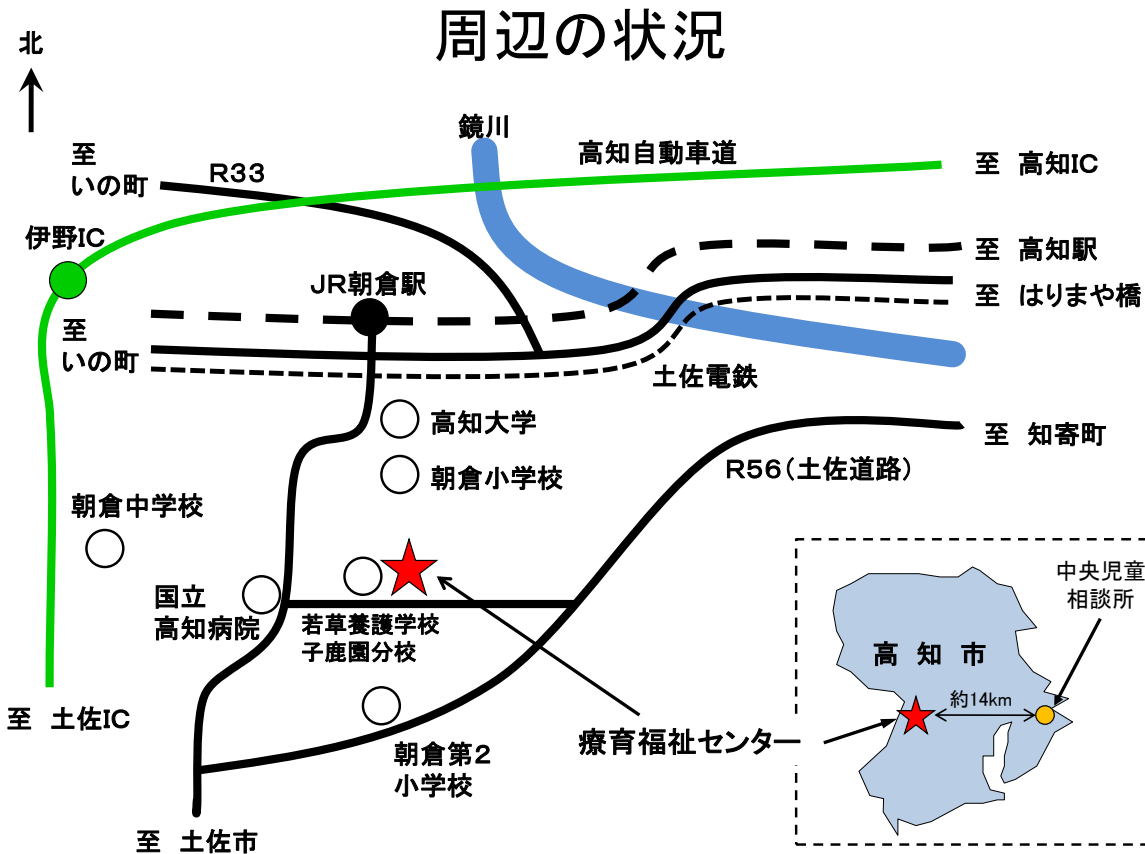 周辺の状況
北
鏡川
高知自動車道
至
いの町
R33
至 高知IC
伊野IC
至 高知駅
JR朝倉駅
至 はりまや橋
至
いの町
土佐電鉄
高知大学
至 知寄町
朝倉小学校
R56(土佐道路)
朝倉中学校
中央児童
相談所
国立
高知病院
若草養護学校
子鹿園分校
高 知 市
約14km
至 土佐IC
療育福祉センター
朝倉第2
小学校
至 土佐市